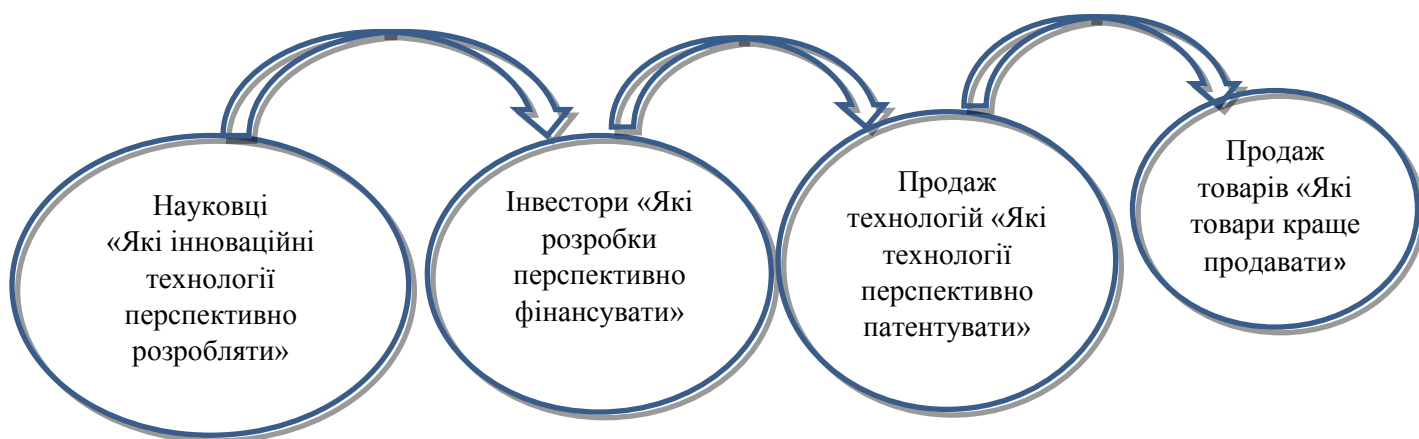 Науковці
«Які інноваційні
технології
перспективно
розробляти»
Інвестори «Які
розробки
перспективно
фінансувати»
Продаж
технологій «Які
технології
перспективно
патентувати»
Продаж
товарів «Які
товари краще
продавати»